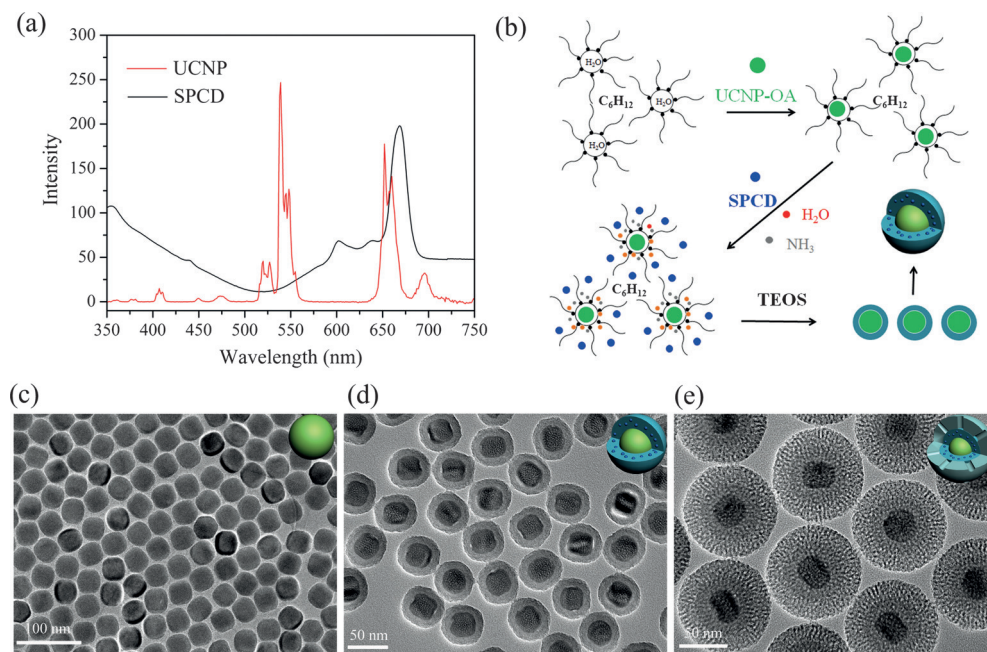 (a)
300
250
200
150
100
50
0
Intensity
UCNP
SPCD
350 400 450 500 550 600 650 700 750
Wavelength (nm)
(b)
H₂O
C₆H₁₂
H₂O
H₂O
UCNP-OA
C₆H₁₂
SPCD
H₂O
NH₃
C₆H₁₂
TEOS
(c)
100 nm
(d)
50 nm
(e)
50 nm